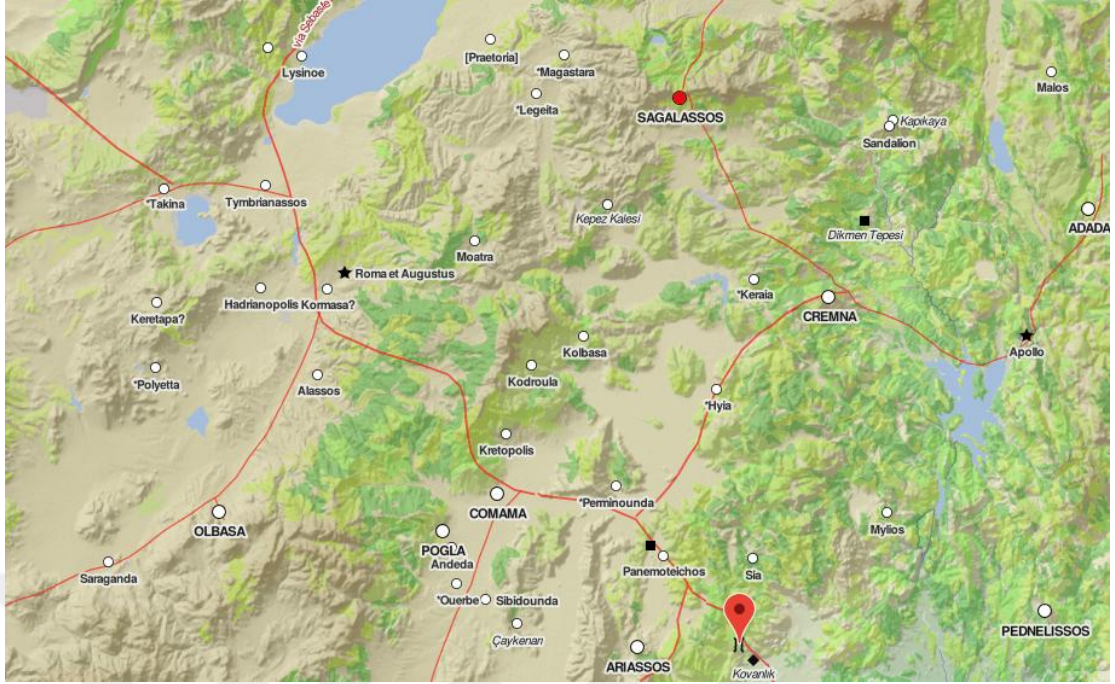 via Sebaste
Lysinoe
[Praetoria]
*Magastara
*Legeita
SAGALASSOS
Malos
Kapıkaya
Sandalion
*Takina
Tymbrianassos
Kepez Kalesi
Dikmen Tepesi
ADADA
Moatra
Roma et Augustus
Hadrianopolis
Kormasa?
Keretapa?
*Keraia
CREMNA
Apollo
Kolbasa
Kodroula
*Polyetta
Alassos
*Hyia
Kretopolis
COMAMA
*Perminounda
OLBASA
Mylios
POGLA
Andeda
Saraganda
Panemoteichos
Sia
*Ouerbe
Sibidounda
Çaykenarı
PEDNELISSOS
ARIASSOS
Kovanlık